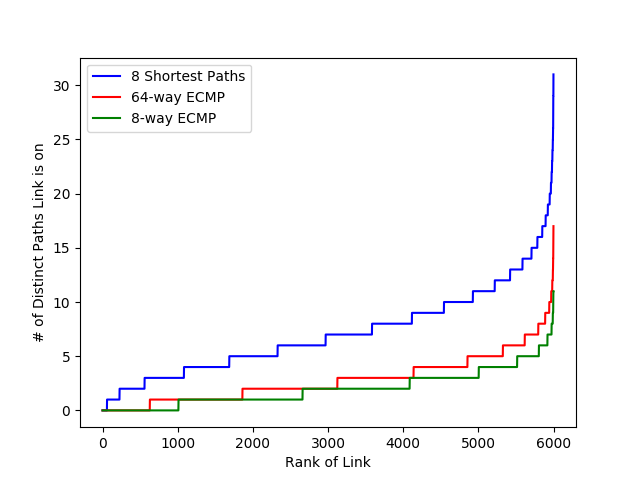 8 Shortest Paths
64-way ECMP
8-way ECMP
# of Distinct Paths Link is on
30
25
20
15
10
5
0
0 1000 2000 3000 4000 5000 6000
Rank of Link